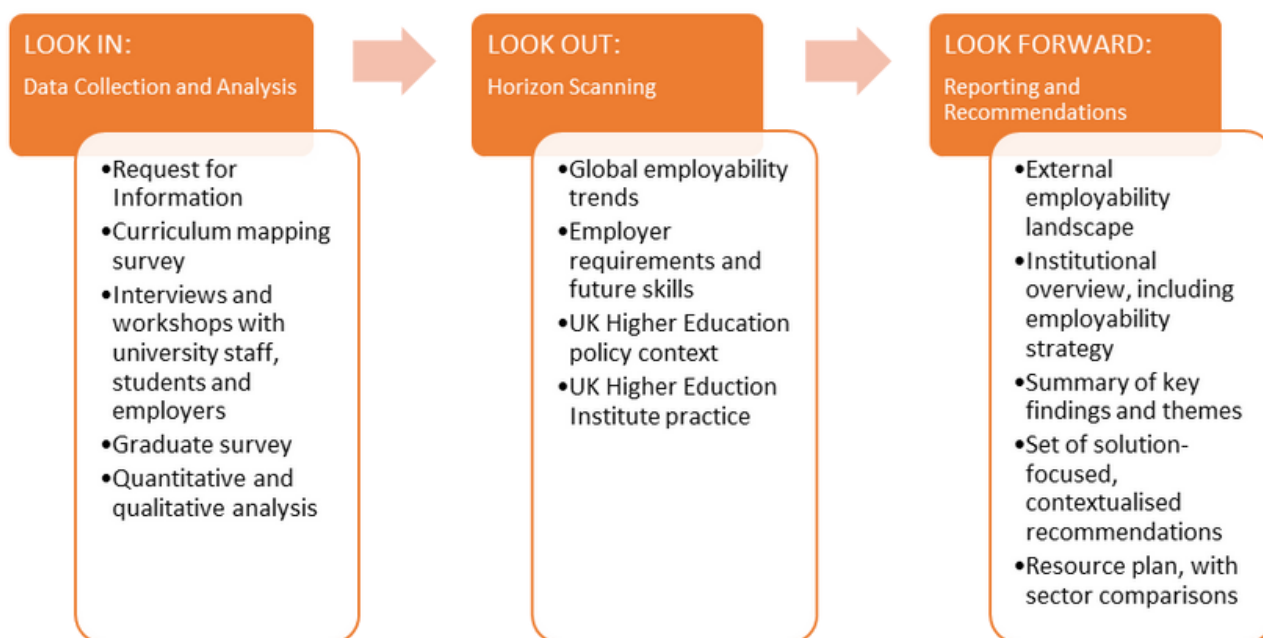 LOOK IN:
Data Collection and Analysis
•Request for
Information
•Curriculum mapping
survey
•Interviews and
workshops with
university staff,
students and
employers
•Graduate survey
•Quantitative and
qualitative analysis
LOOK OUT:
Horizon Scanning
•Global employability
trends
•Employer
requirements and
future skills
•UK Higher Education
policy context
•UK Higher Eduction
Institute practice
LOOK FORWARD:
Reporting and
Recommendations
•External
employability
landscape
•Institutional
overview, including
employability
strategy
•Summary of key
findings and themes
•Set of solution-
focused,
contextualised
recommendations
•Resource plan, with
sector comparisons